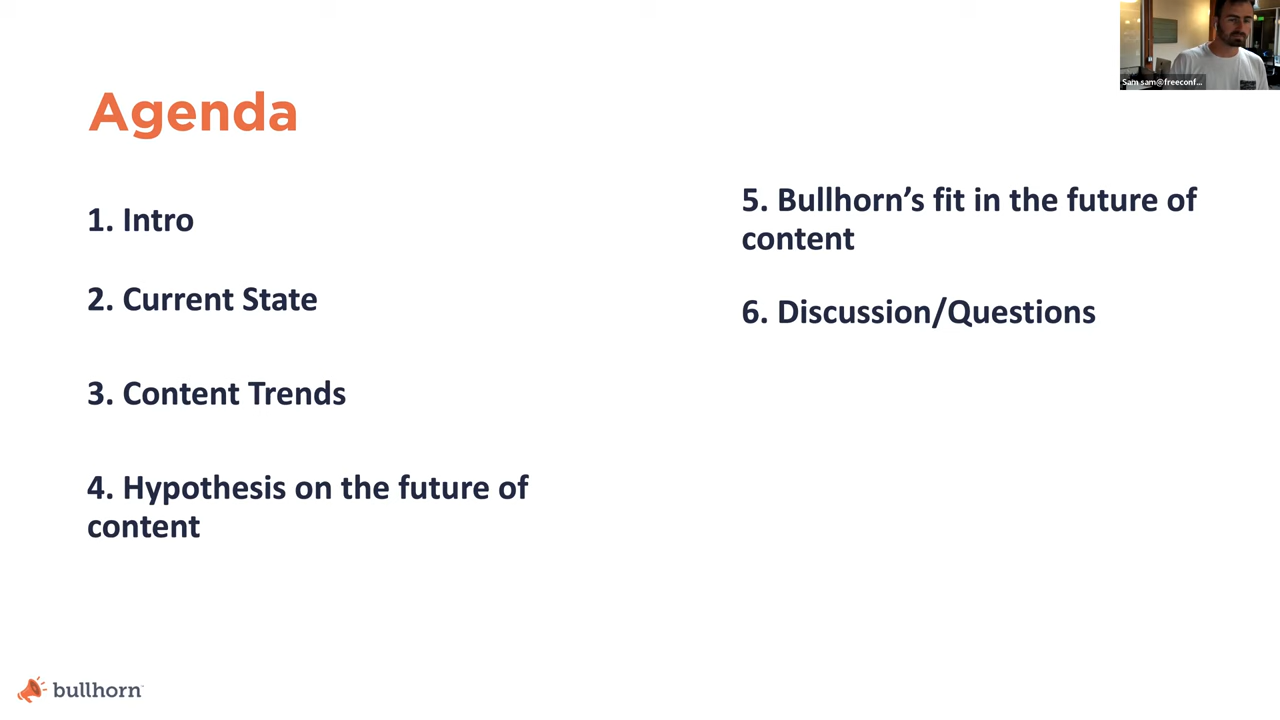 Agenda
1. Intro
2. Current State
3. Content Trends
4. Hypothesis on the future of
content
5. Bullhorn’s fit in the future of
content
6. Discussion/Questions
Sam sam@freeconf...
bullhorn™